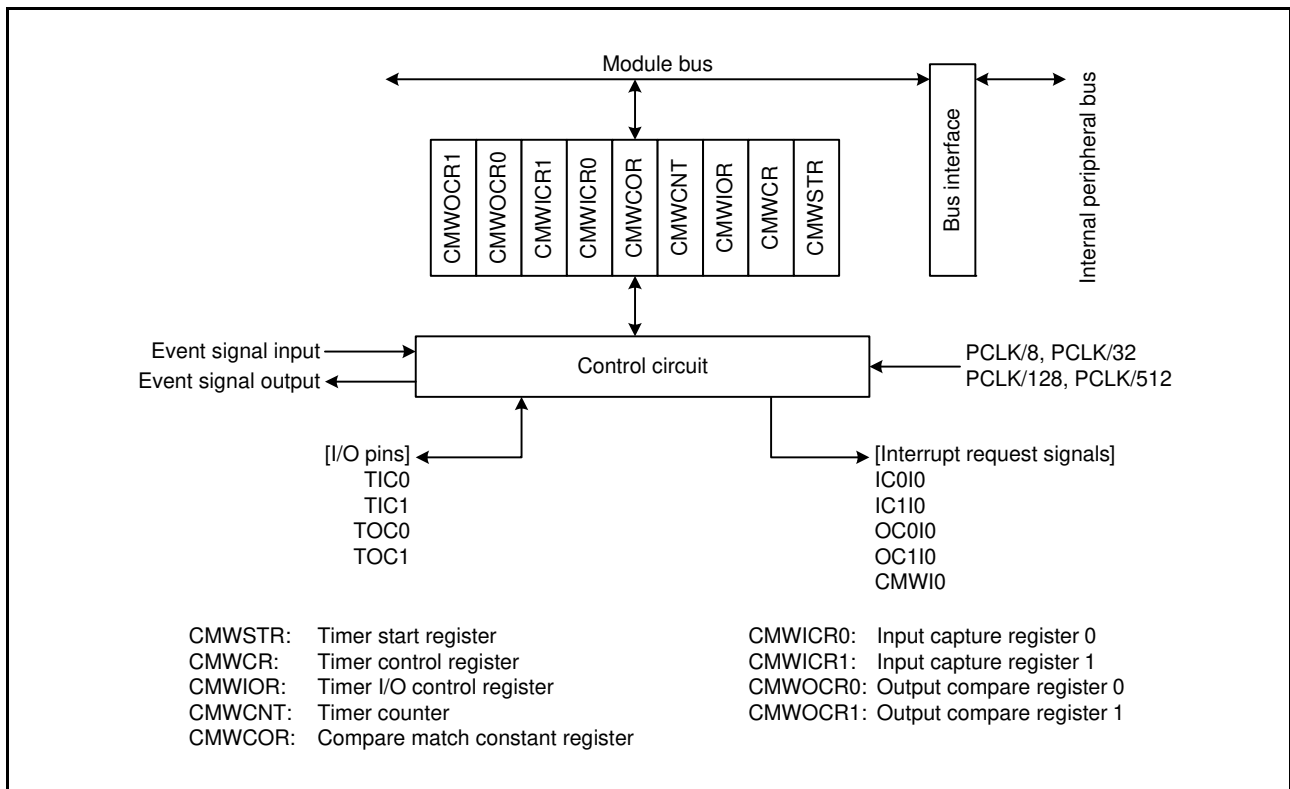 Module bus
Bus interface
Internal peripheral bus
CMWOCR1
CMWOCR0
CMWICR1
CMWICR0
CMWCOR
CMWCNT
CMWIOR
CMWCR
CMWSTR
Event signal input
Event signal output
Control circuit
PCLK/8, PCLK/32
PCLK/128, PCLK/512
[I/O pins]
TIC0
TIC1
TOC0
TOC1
[Interrupt request signals]
IC0I0
IC1I0
OC0I0
OC1I0
CMWI0
CMWSTR: Timer start register
CMWCR: Timer control register
CMWIOR: Timer I/O control register
CMWCNT: Timer counter
CMWCOR: Compare match constant register
CMWICR0: Input capture register 0
CMWICR1: Input capture register 1
CMWOCR0: Output compare register 0
CMWOCR1: Output compare register 1